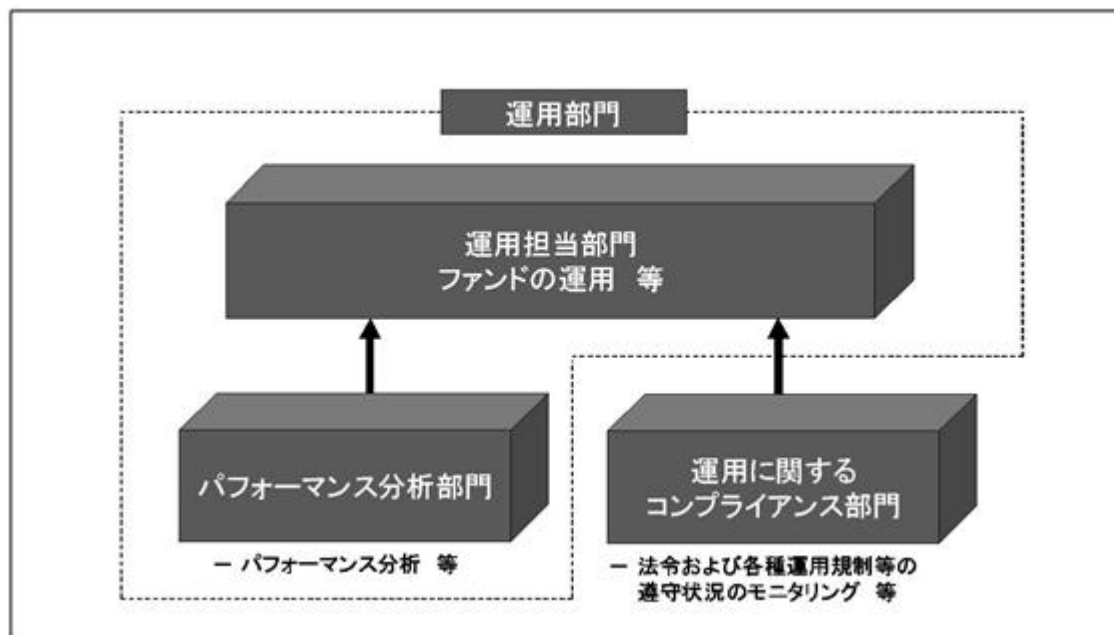 運用部門
運用担当部門
ファンドの運用 等
パフォーマンス分析部門
― パフォーマンス分析 等
運用に関する
コンプライアンス部門
― 法令および各種運用規制等の
遵守状況のモニタリング 等